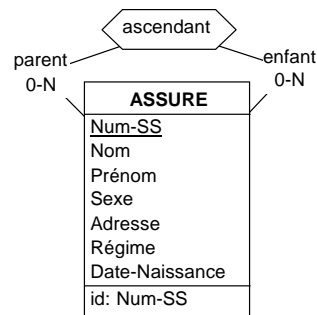 ascendant
parent
enfant
0-N
0-N
ASSURE
Num-SS
Nom
Prénom
Sexe
Adresse
Régime
Date-Naissance
id: Num-SS